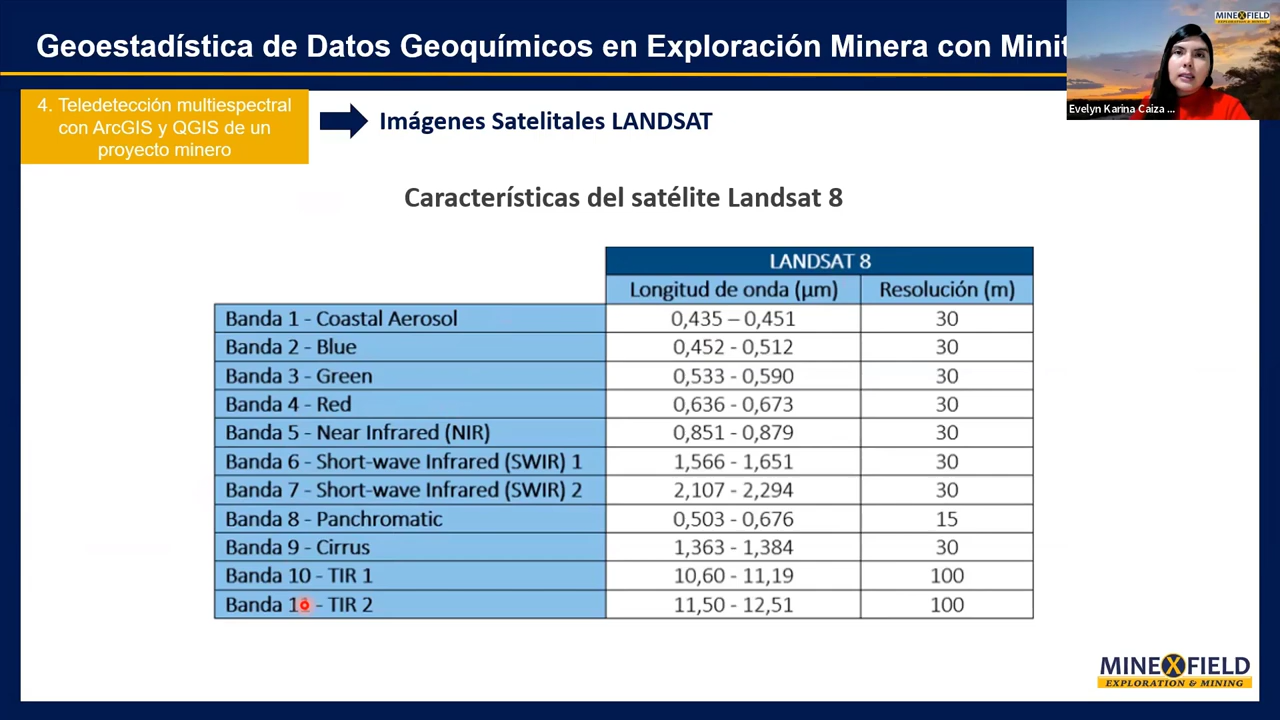 Geoestadística de Datos Geoquímicos en Exploración Minera con
MINEXFIELD
EXPLORATION & MINING
Evelyn Karina Caiza ...
4. Teledetección multiespectral
con ArcGIS y QGIS de un
proyecto minero
Imágenes Satelitales LANDSAT
Características del satélite Landsat 8
LANDSAT 8
Longitud de onda (µm) Resolución (m)
Banda 1 - Coastal Aerosol 0,435 – 0,451 30
Banda 2 - Blue 0,452 - 0,512 30
Banda 3 - Green 0,533 - 0,590 30
Banda 4 - Red 0,636 - 0,673 30
Banda 5 - Near Infrared (NIR) 0,851 - 0,879 30
Banda 6 - Short-wave Infrared (SWIR) 1 1,566 - 1,651 30
Banda 7 - Short-wave Infrared (SWIR) 2 2,107 - 2,294 30
Banda 8 - Panchromatic 0,503 - 0,676 15
Banda 9 - Cirrus 1,363 - 1,384 30
Banda 10 - TIR 1 10,60 - 11,19 100
Banda - TIR 2 11,50 - 12,51 100
MINEXFIELD
EXPLORATION & MINING